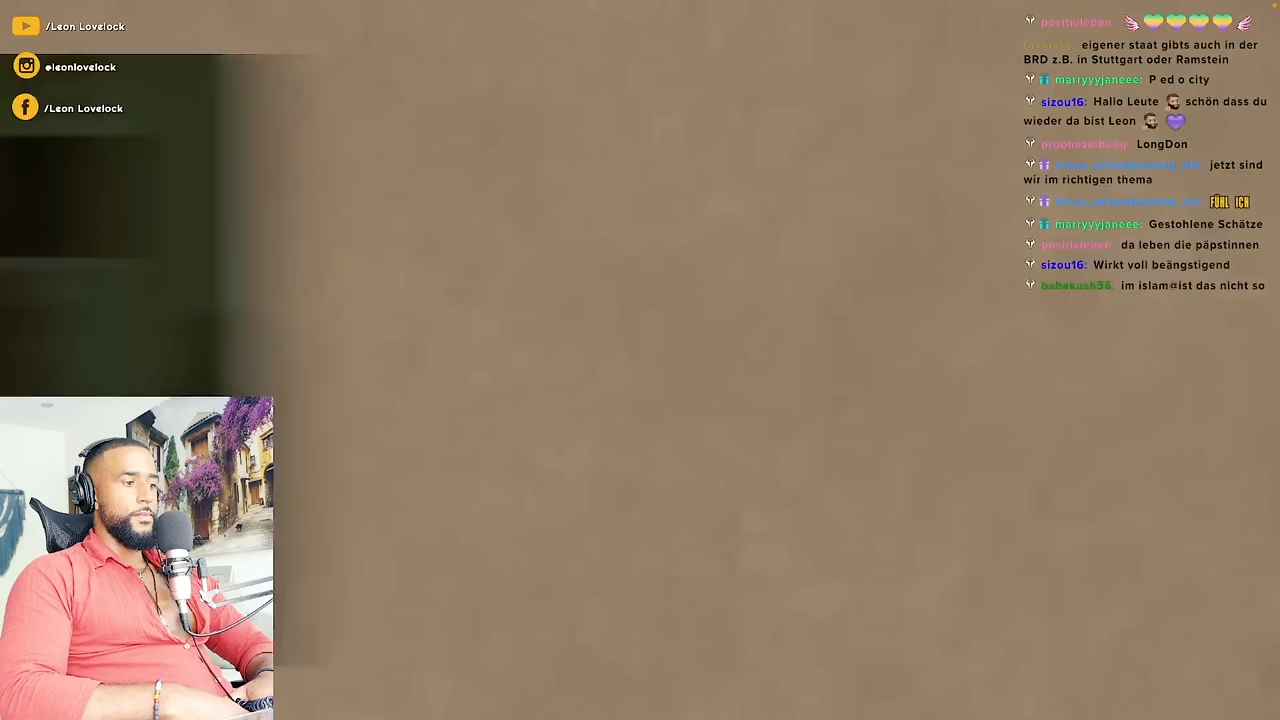 /Leon Lovelock
@leonlovelock
/Leon Lovelock
positivleben:
favorsky: eigener staat gibts auch in der
BRD z.B. in Stuttgart oder Ramstein
marryyyjaneee: P ed o city
sizou16: Hallo Leute schön dass du
wieder da bist Leon
prophezeihung: LongDon
jetzt sind
wir im richtigen thema
FÜHL ICH
marryyyjaneee: Gestohlene Schätze
positivleben: da leben die päpstinnen
sizou16: Wirkt voll beängstigend
babakush56: im islam@ist das nicht so